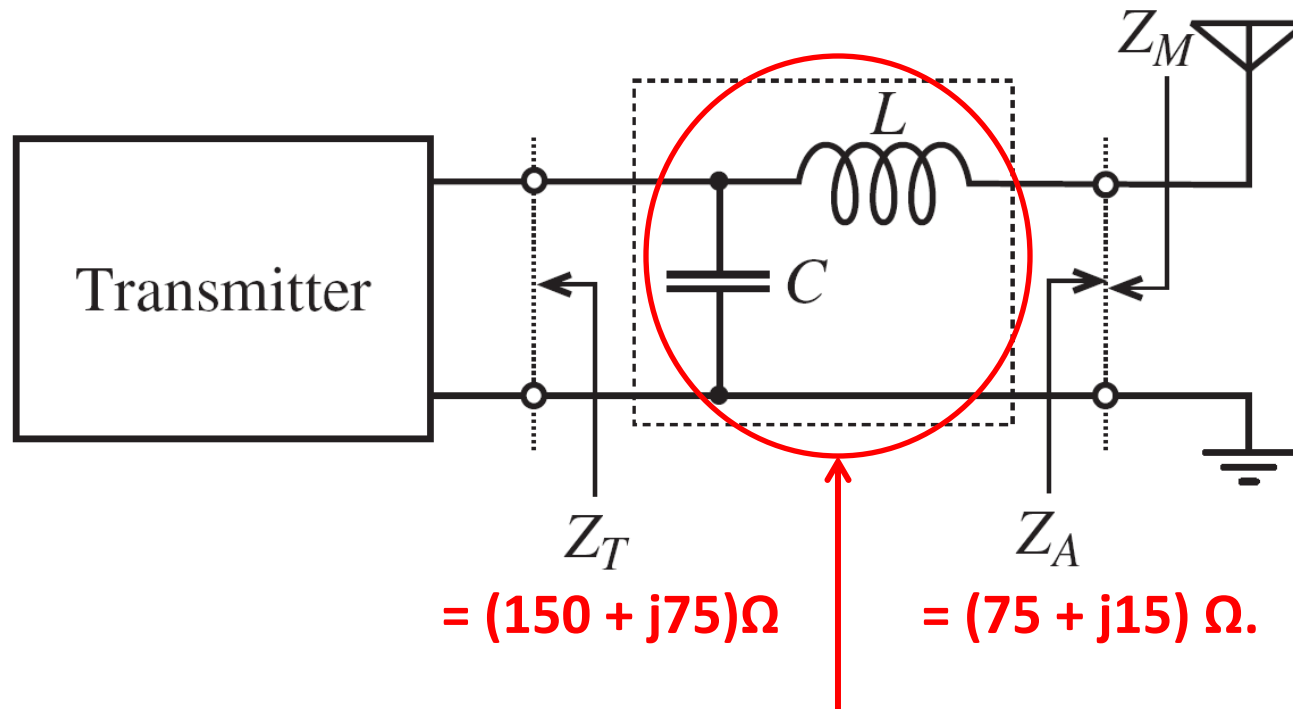 Z_M
L
Transmitter
C
Z_T
Z_A
= (150 + j75)Ω
= (75 + j15) Ω.